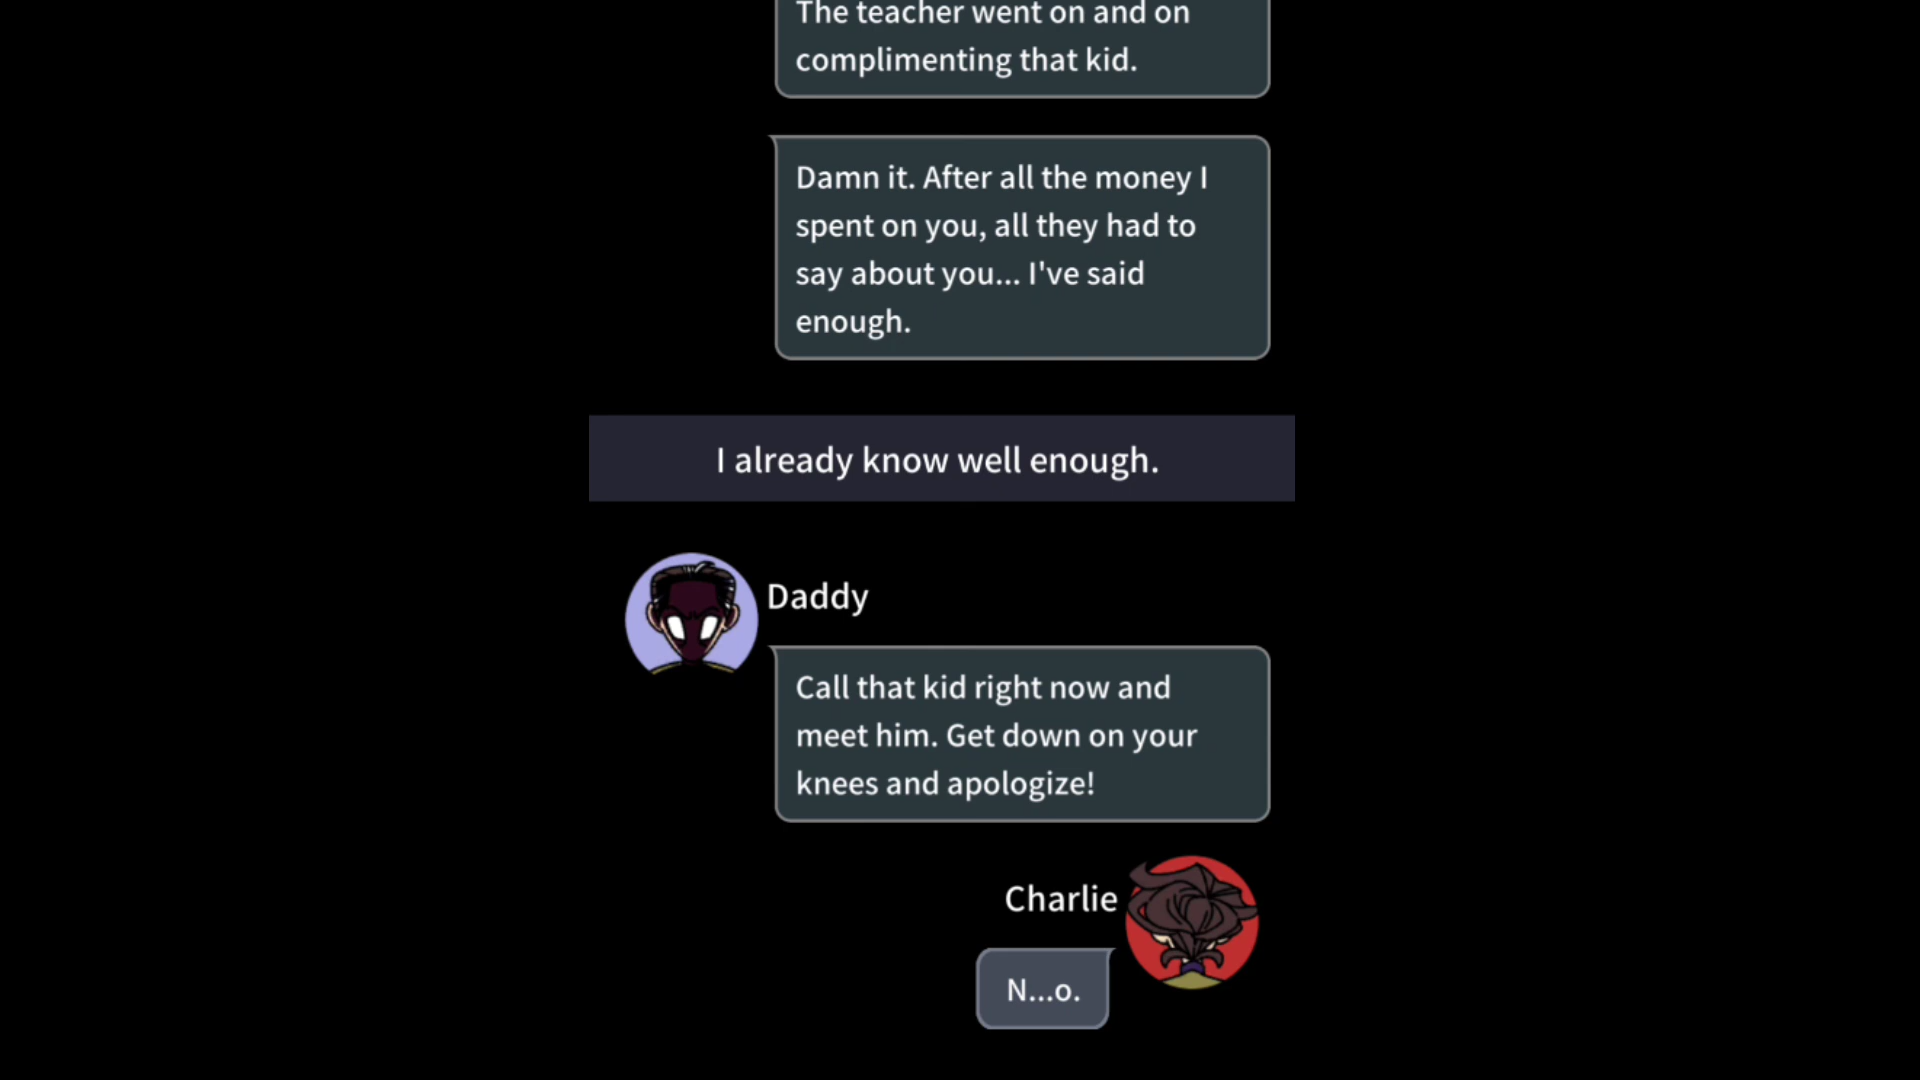 The teacher went on and on
complimenting that kid.
Damn it. After all the money I
spent on you, all they had to
say about you... I've said
enough.
I already know well enough.
Daddy
Call that kid right now and
meet him. Get down on your
knees and apologize!
Charlie
N...o.